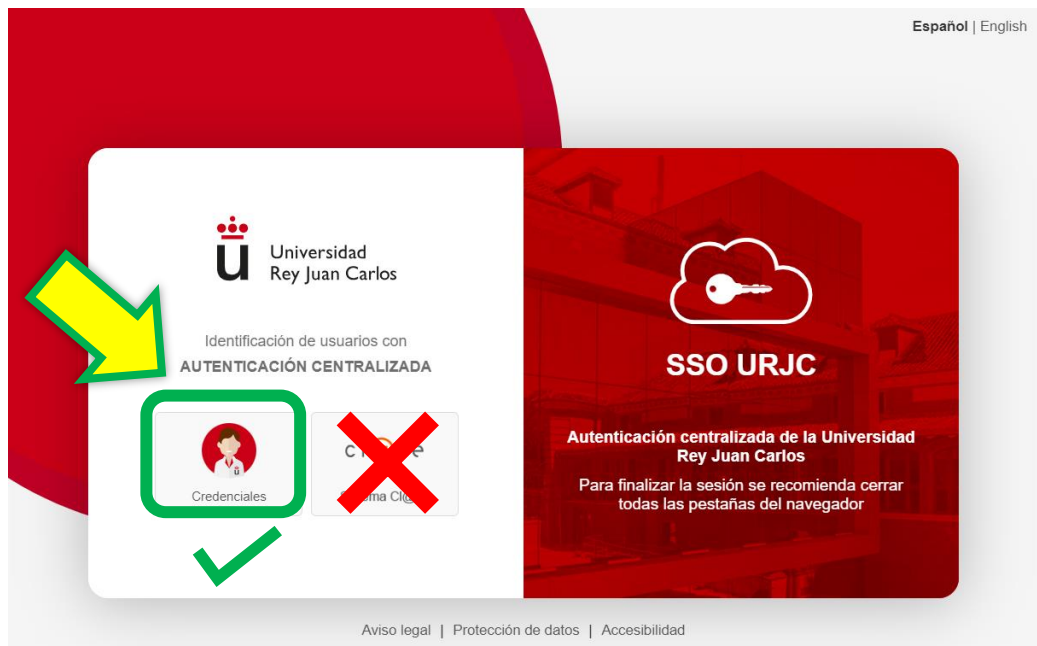 Español | English
ü
Universidad
Rey Juan Carlos
Identificación de usuarios con
AUTENTICACIÓN CENTRALIZADA
Credenciales
SSO URJC
Autenticación centralizada de la Universidad
Rey Juan Carlos
Para finalizar la sesión se recomienda cerrar
todas las pestañas del navegador
Aviso legal | Protección de datos | Accesibilidad